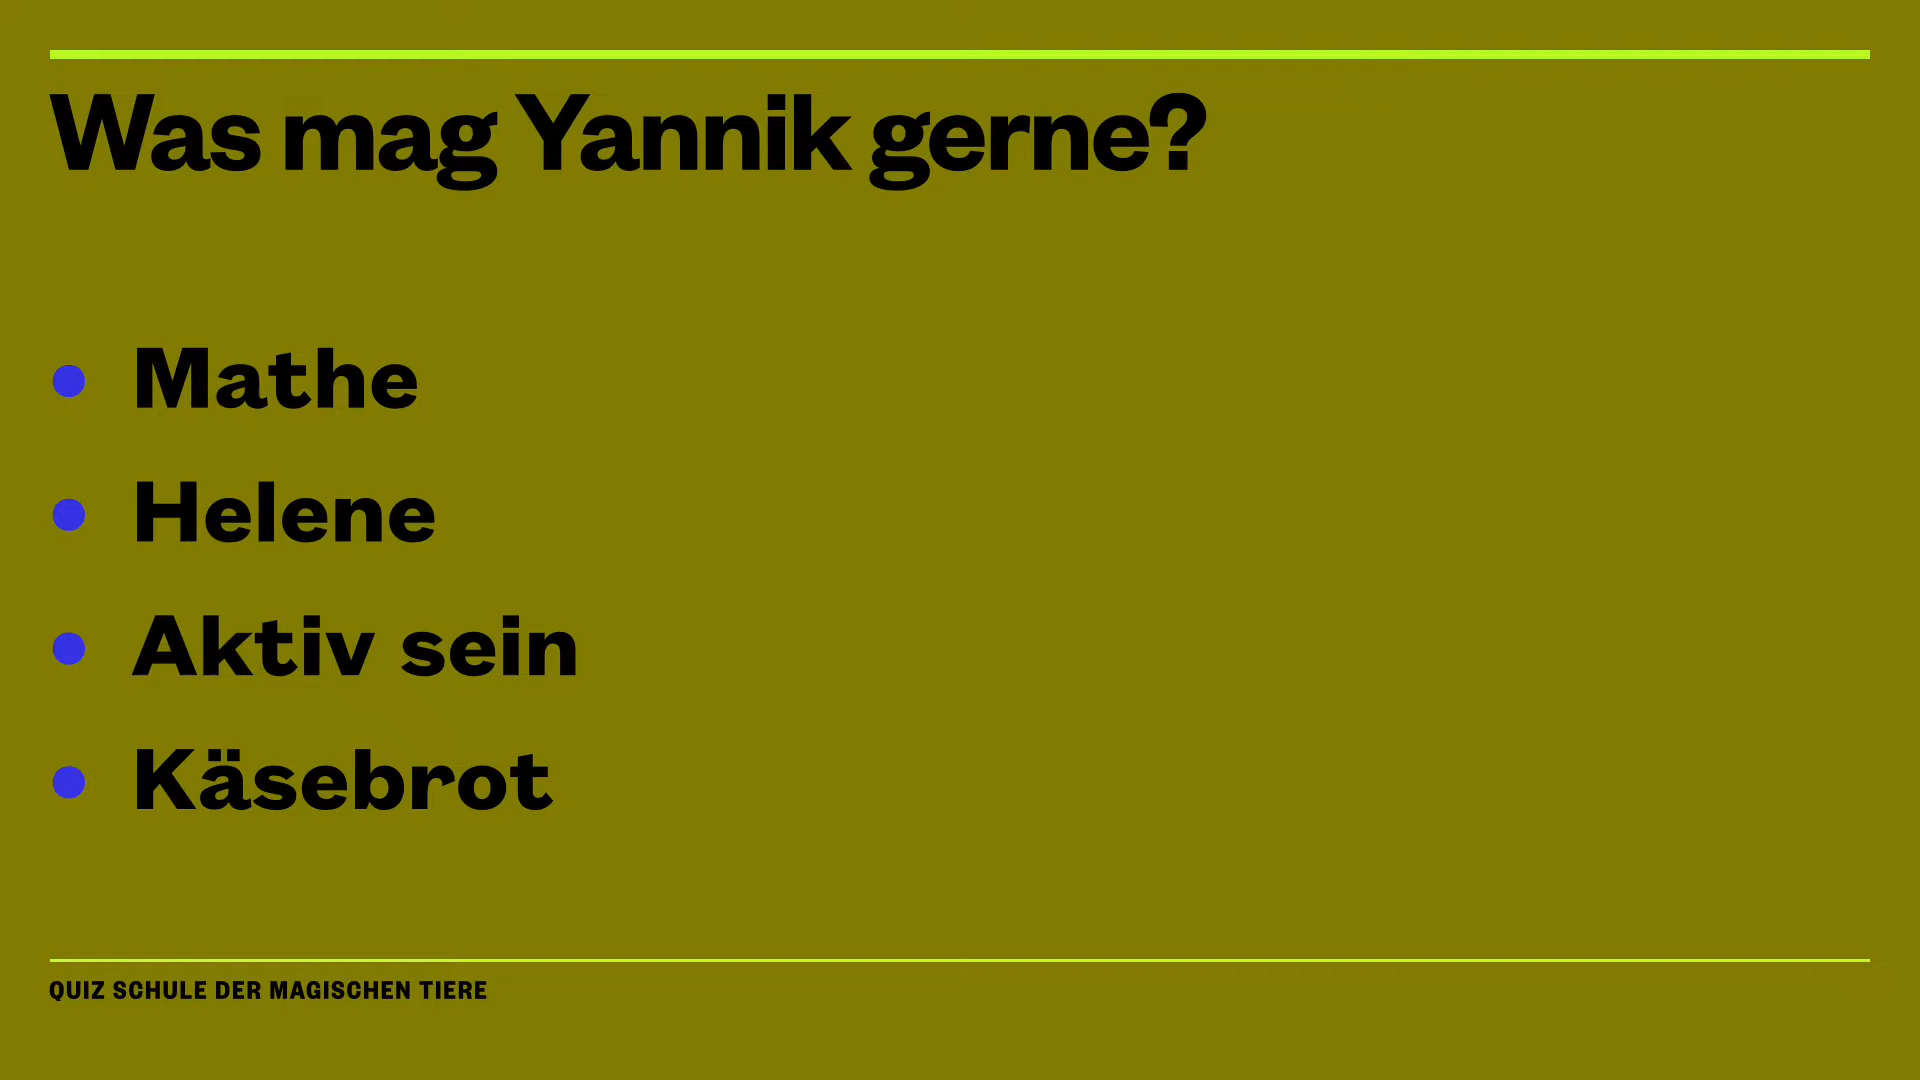 Was mag Yannik gerne?
Mathe
Helene
Aktiv sein
Käsebrot
QUIZ SCHULE DER MAGISCHEN TIERE